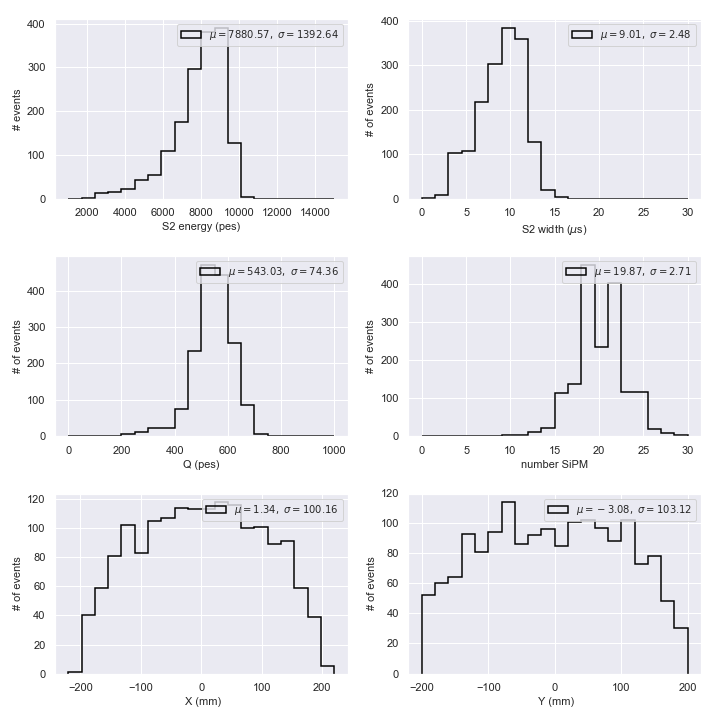 μ = 7880.57, σ = 1392.64
# events
400
300
200
100
0
2000 4000 6000 8000 10000 12000 14000
S2 energy (pes)
μ = 9.01, σ = 2.48
# of events
400
300
200
100
0
0 5 10 15 20 25 30
S2 width (μs)
μ = 543.03, σ = 74.36
# of events
400
300
200
100
0
0 200 400 600 800 1000
Q (pes)
μ = 19.87, σ = 2.71
# of events
400
300
200
100
0
0 5 10 15 20 25 30
number SiPM
μ = 1.34, σ = 100.16
# of events
120
100
80
60
40
20
0
−200 −100 0 100 200
X (mm)
μ = −3.08, σ = 103.12
# of events
120
100
80
60
40
20
0
−200 −100 0 100 200
Y (mm)